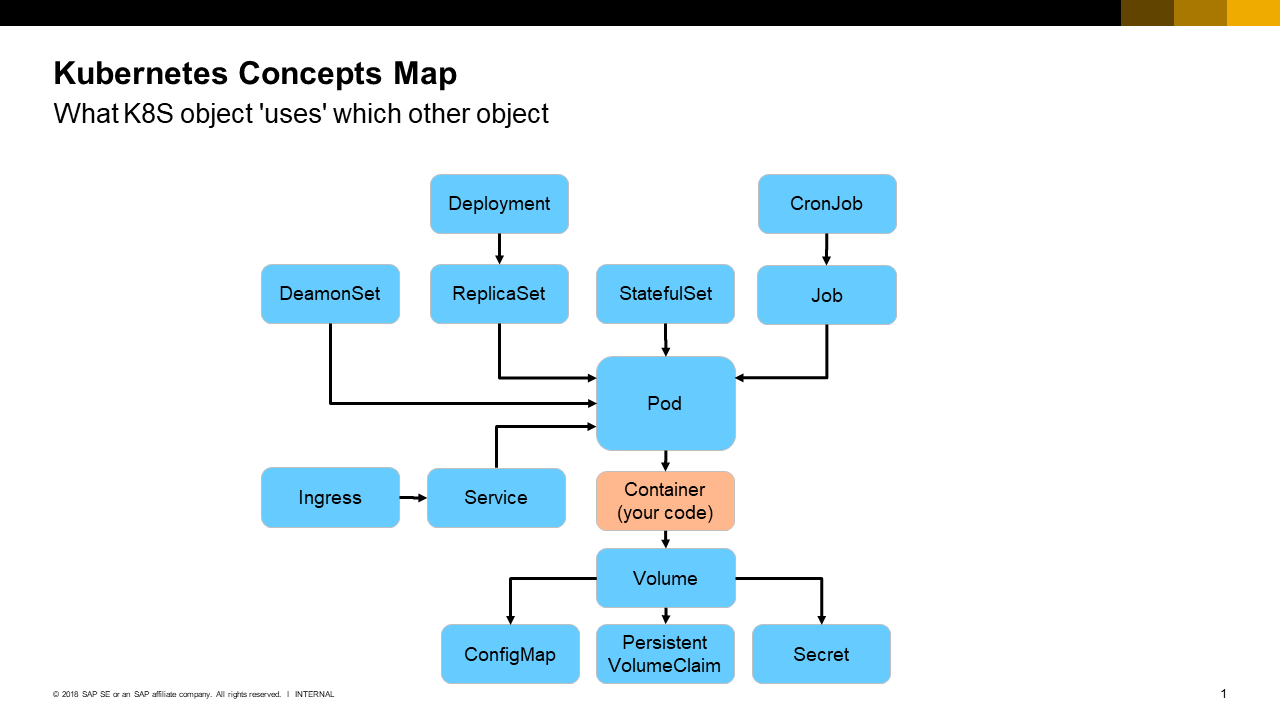 Kubernetes Concepts Map
What K8S object 'uses' which other object
Deployment
CronJob
DeamonSet
ReplicaSet
StatefulSet
Job
Pod
Ingress
Service
Container
(your code)
Volume
ConfigMap
Persistent
VolumeClaim
Secret
© 2018 SAP SE or an SAP affiliate company. All rights reserved. ǀ INTERNAL
1